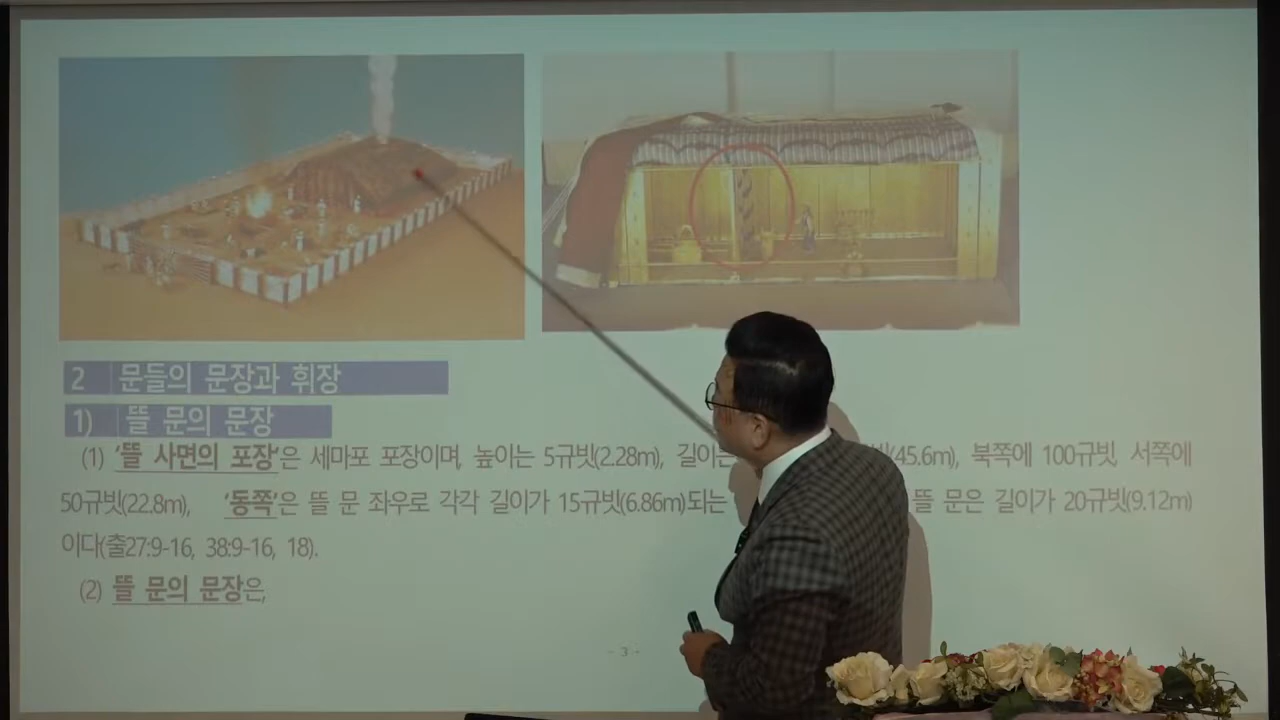 2 문들의 문장과 휘장
1) 뜰 문의 문장
(1) '뜰 사면의 포장'은 세마포 포장이며, 높이는 5규빗(2.28m), 길이는 빗(45.6m), 북쪽에 100규빗, 서쪽에
50규빗(22.8m), '동쪽'은 뜰 문 좌우로 각각 길이가 15규빗(6.86m)되는 뜰 문은 길이가 20규빗(9.12m)
이다(출27:9-16, 38:9-16, 18).
(2) 뜰 문의 문장은,
- 3 -